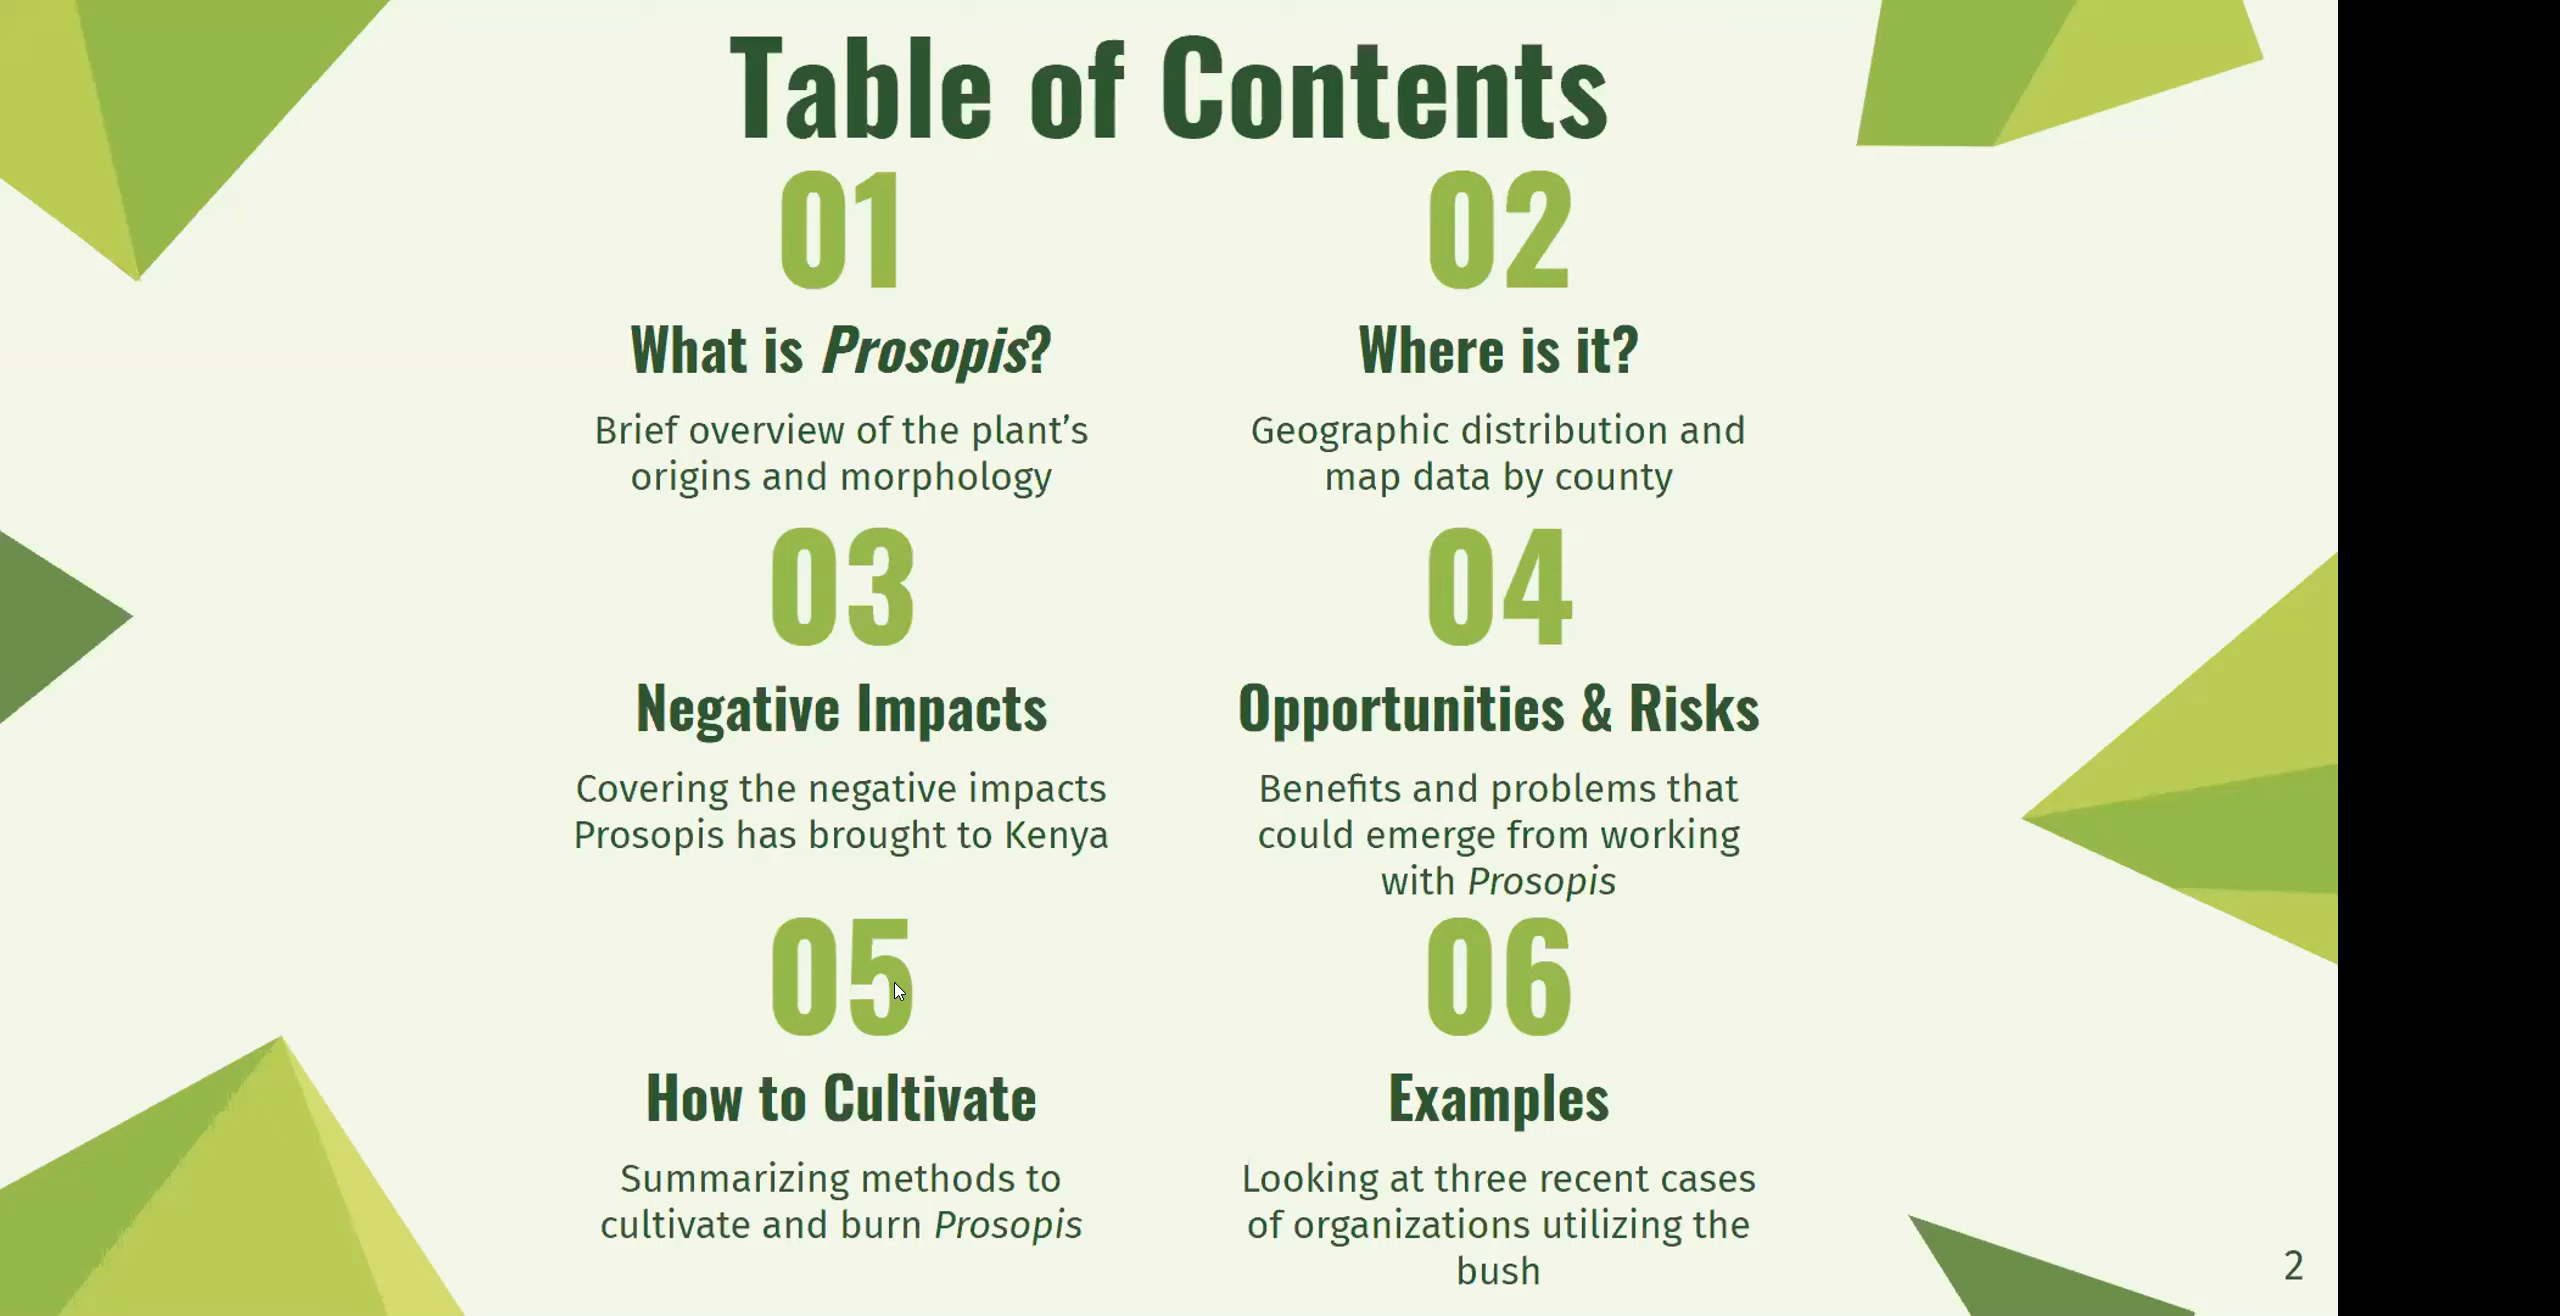 Table of Contents
01
What is Prosopis?
Brief overview of the plant’s
origins and morphology
02
Where is it?
Geographic distribution and
map data by county
03
Negative Impacts
Covering the negative impacts
Prosopis has brought to Kenya
04
Opportunities & Risks
Benefits and problems that
could emerge from working
with Prosopis
05
How to Cultivate
Summarizing methods to
cultivate and burn Prosopis
06
Examples
Looking at three recent cases
of organizations utilizing the
bush
2